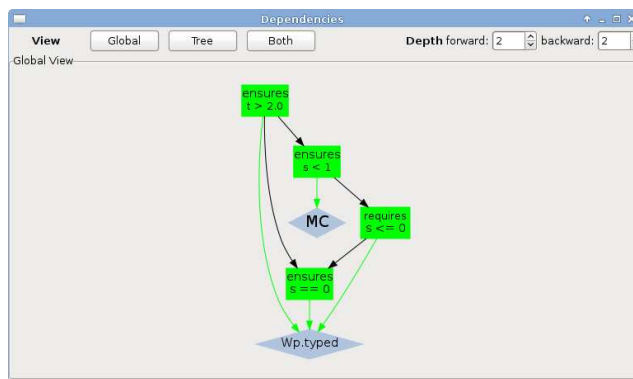 Dependencies
View Global Tree Both Depth forward: 2 backward: 2
Global View
ensures
t > 2.0
ensures
s < 1
MC
requires
s <= 0
ensures
s == 0
Wp.typed